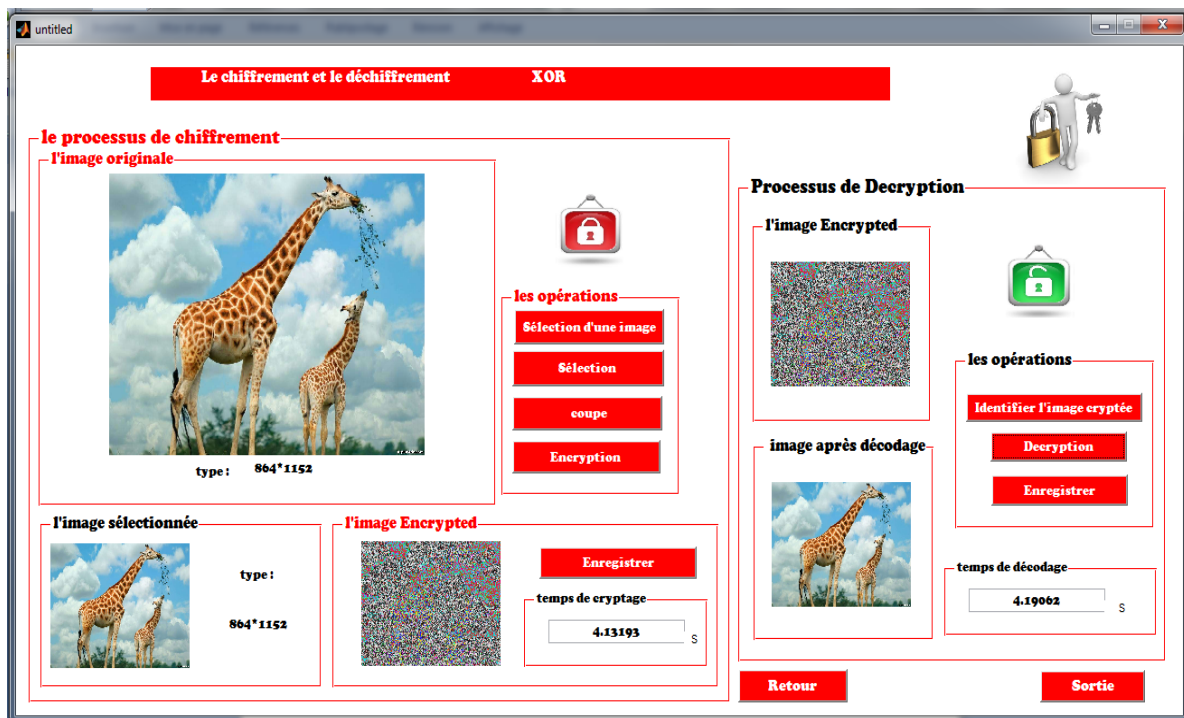 untitled
Le chiffrement et le déchiffrement XOR
le processus de chiffrement
l'image originale
type : 864*1152
les opérations
Sélection d'une image
Sélection
coupe
Encryption
l'image sélectionnée
type :
864*1152
l'image Encrypted
Enregistrer
temps de cryptage
4.13193 S
Processus de Decryption
l'image Encrypted
les opérations
Identifier l'image cryptée
Decryption
Enregistrer
image après décodage
temps de décodage
4.19062 S
Retour
Sortie